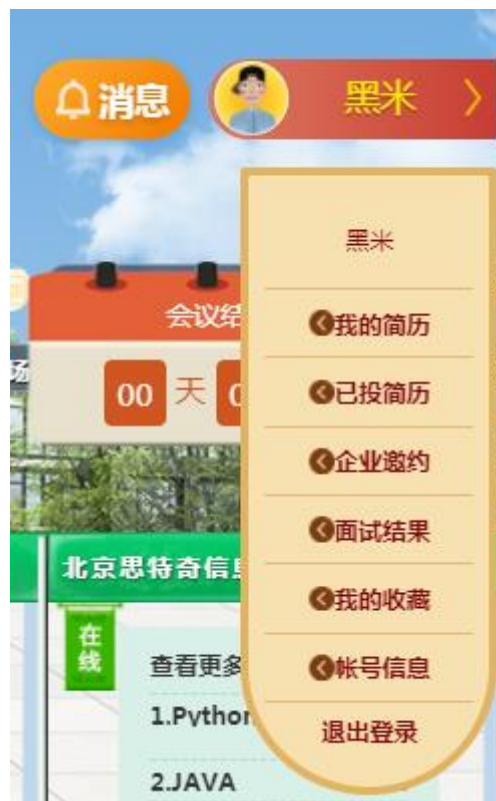 消息
黑米
黑米
会议结
我的简历
00 天
已投简历
企业邀约
面试结果
北京思特奇信息
我的收藏
在线
查看更多
帐号信息
1.Python
退出登录
2.JAVA